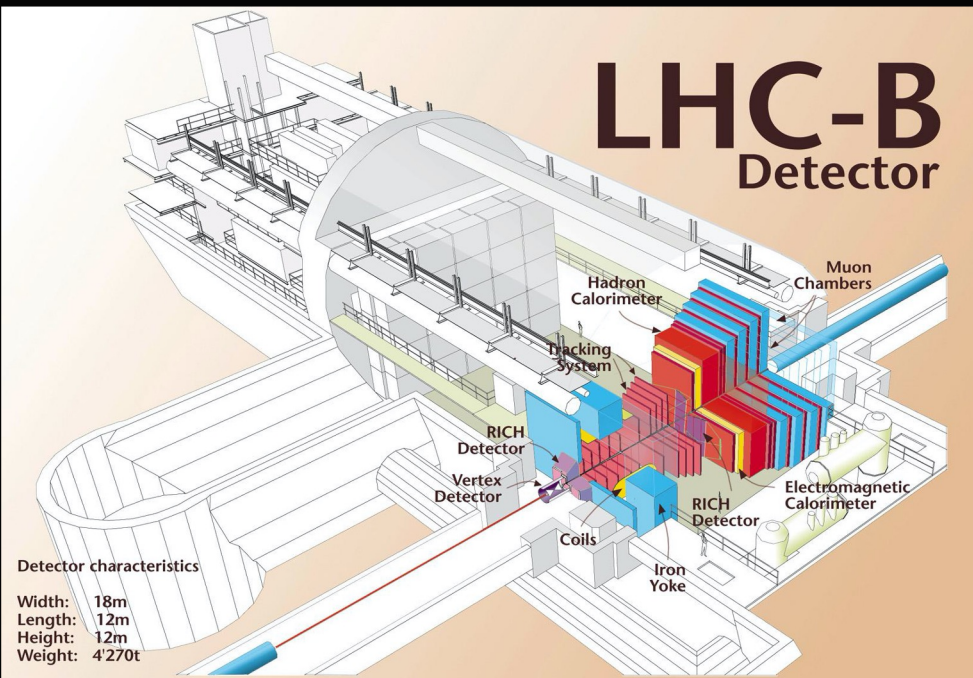 LHC-B
Detector
Muon
Chambers
Hadron
Calorimeter
Tracking
System
RICH
Detector
Vertex
Detector
Coils
Iron
Yoke
RICH
Detector
Electromagnetic
Calorimeter
Detector characteristics
Width: 18m
Length: 12m
Height: 12m
Weight: 4'270t